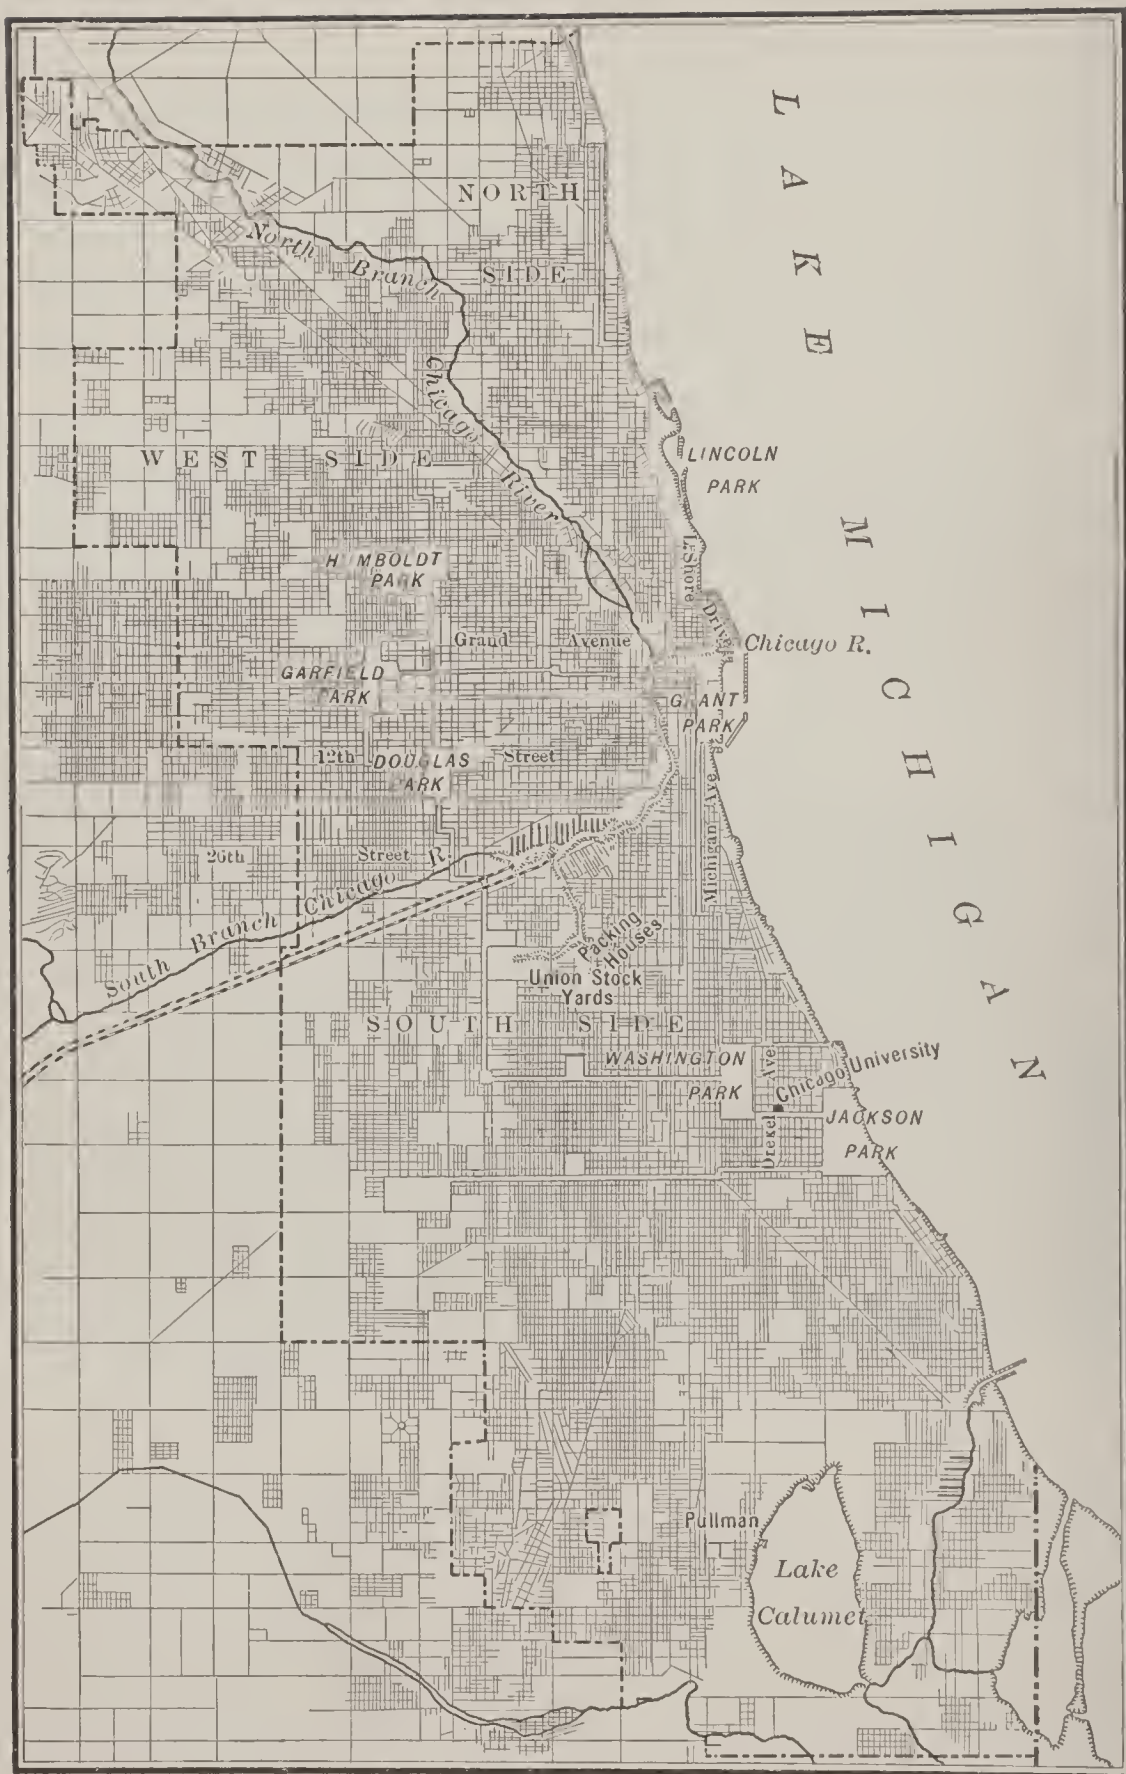 LAKE MICHIGAN
NORTH
SIDE
North Branch Chicago River
WEST SIDE
LINCOLN
PARK
L. Shore Drive
HUMBOLDT
PARK
Grand Avenue
Chicago R.
GARFIELD
PARK
GRANT
PARK
12th Street
DOUGLAS
PARK
Michigan Ave.
26th Street
South Branch Chicago R.
Packing
Houses
Union Stock
Yards
SOUTH SIDE
WASHINGTON
PARK
Chicago University
Drexel Ave
JACKSON
PARK
Pullman
Lake
Calumet